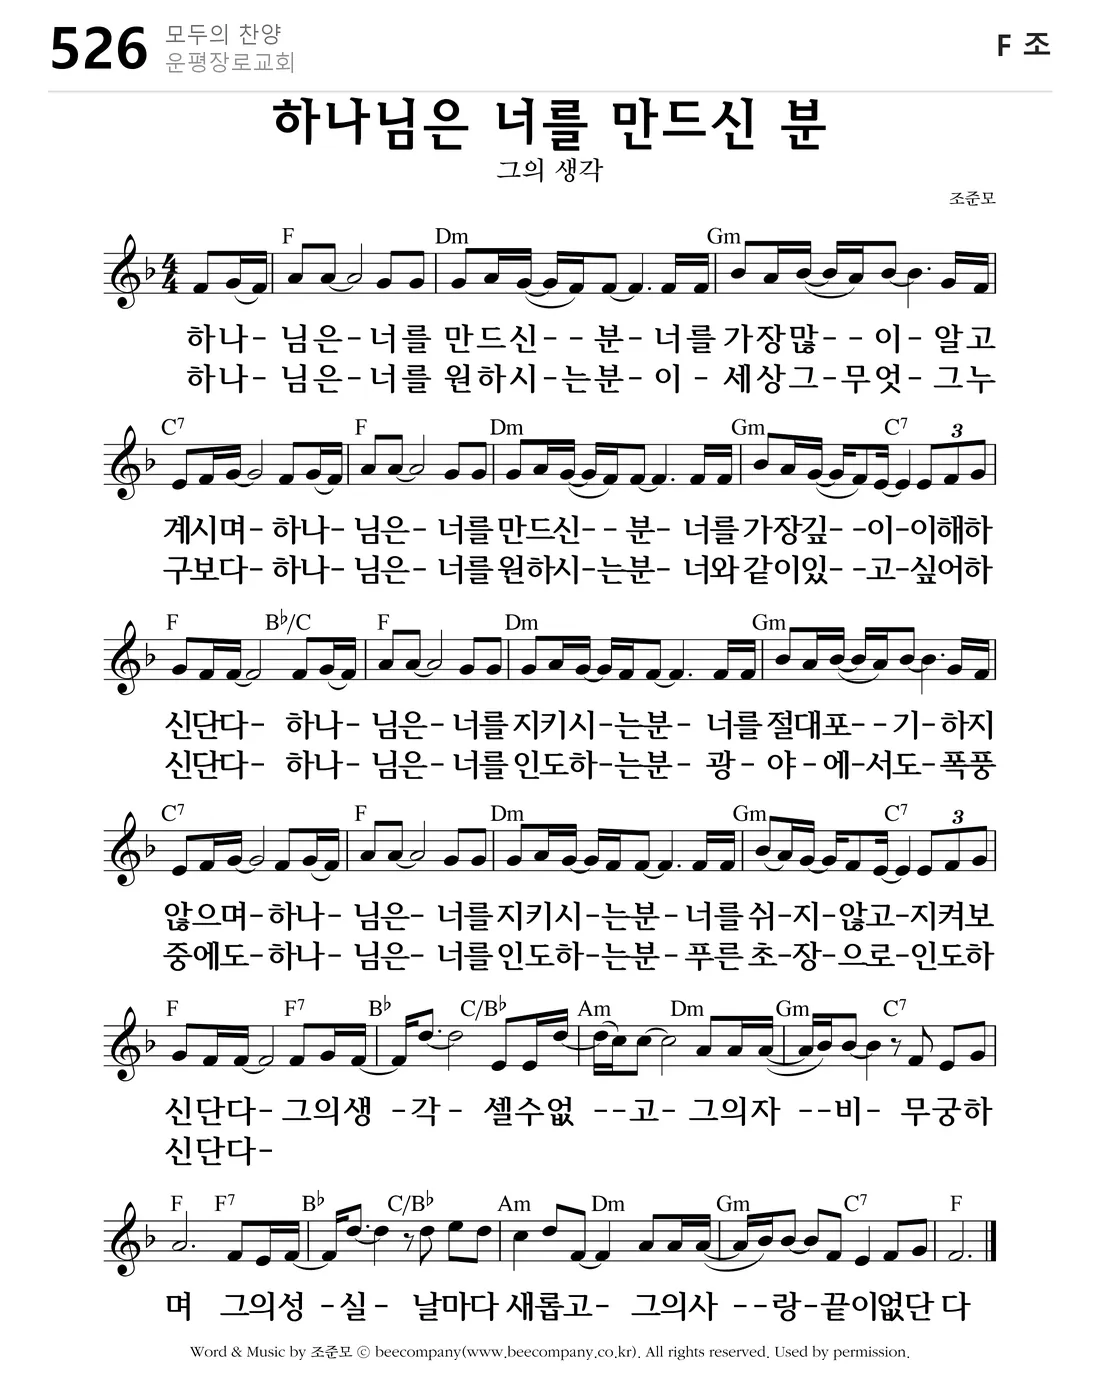 526 모두의 찬양
운평장로교회
F 조
하나님은 너를 만드신 분
그의 생각
조준모
F Dm Gm
하나- 님은-너를 만드신-- 분-너를가장많--이-알고
하나- 님은-너를 원하시-는분-이 - 세상그-무엇-그누
C7 F Dm Gm C7 3
계시며- 하나- 님은- 너를만드신-- 분- 너를가장깊--이-이해하
구보다- 하나- 님은- 너를원하시-는분- 너와같이있--고-싶어하
F B♭/C F Dm Gm
신단다- 하나- 님은-너를지키시-는분- 너를절대포--기-하지
신단다- 하나- 님은-너를인도하-는분- 광-야-에-서도-폭풍
C7 F Dm Gm C7 3
않으며-하나- 님은- 너를지키시-는분-너를쉬-지-않고-지켜보
중에도-하나- 님은- 너를인도하-는분-푸른초-장-으로-인도하
F F7 B♭ C/B♭ Am Dm Gm C7
신단다-그의생 -각- 셀수없 --고-그의자 --비- 무궁하
신단다-
F F7 B♭ C/B♭ Am Dm Gm C7 F
며 그의성 -실- 날마다새롭고- 그의사 --랑-끝이없단다
Word & Music by 조준모 ⓒ beecompany(www.beecompany.co.kr). All rights reserved. Used by permission.